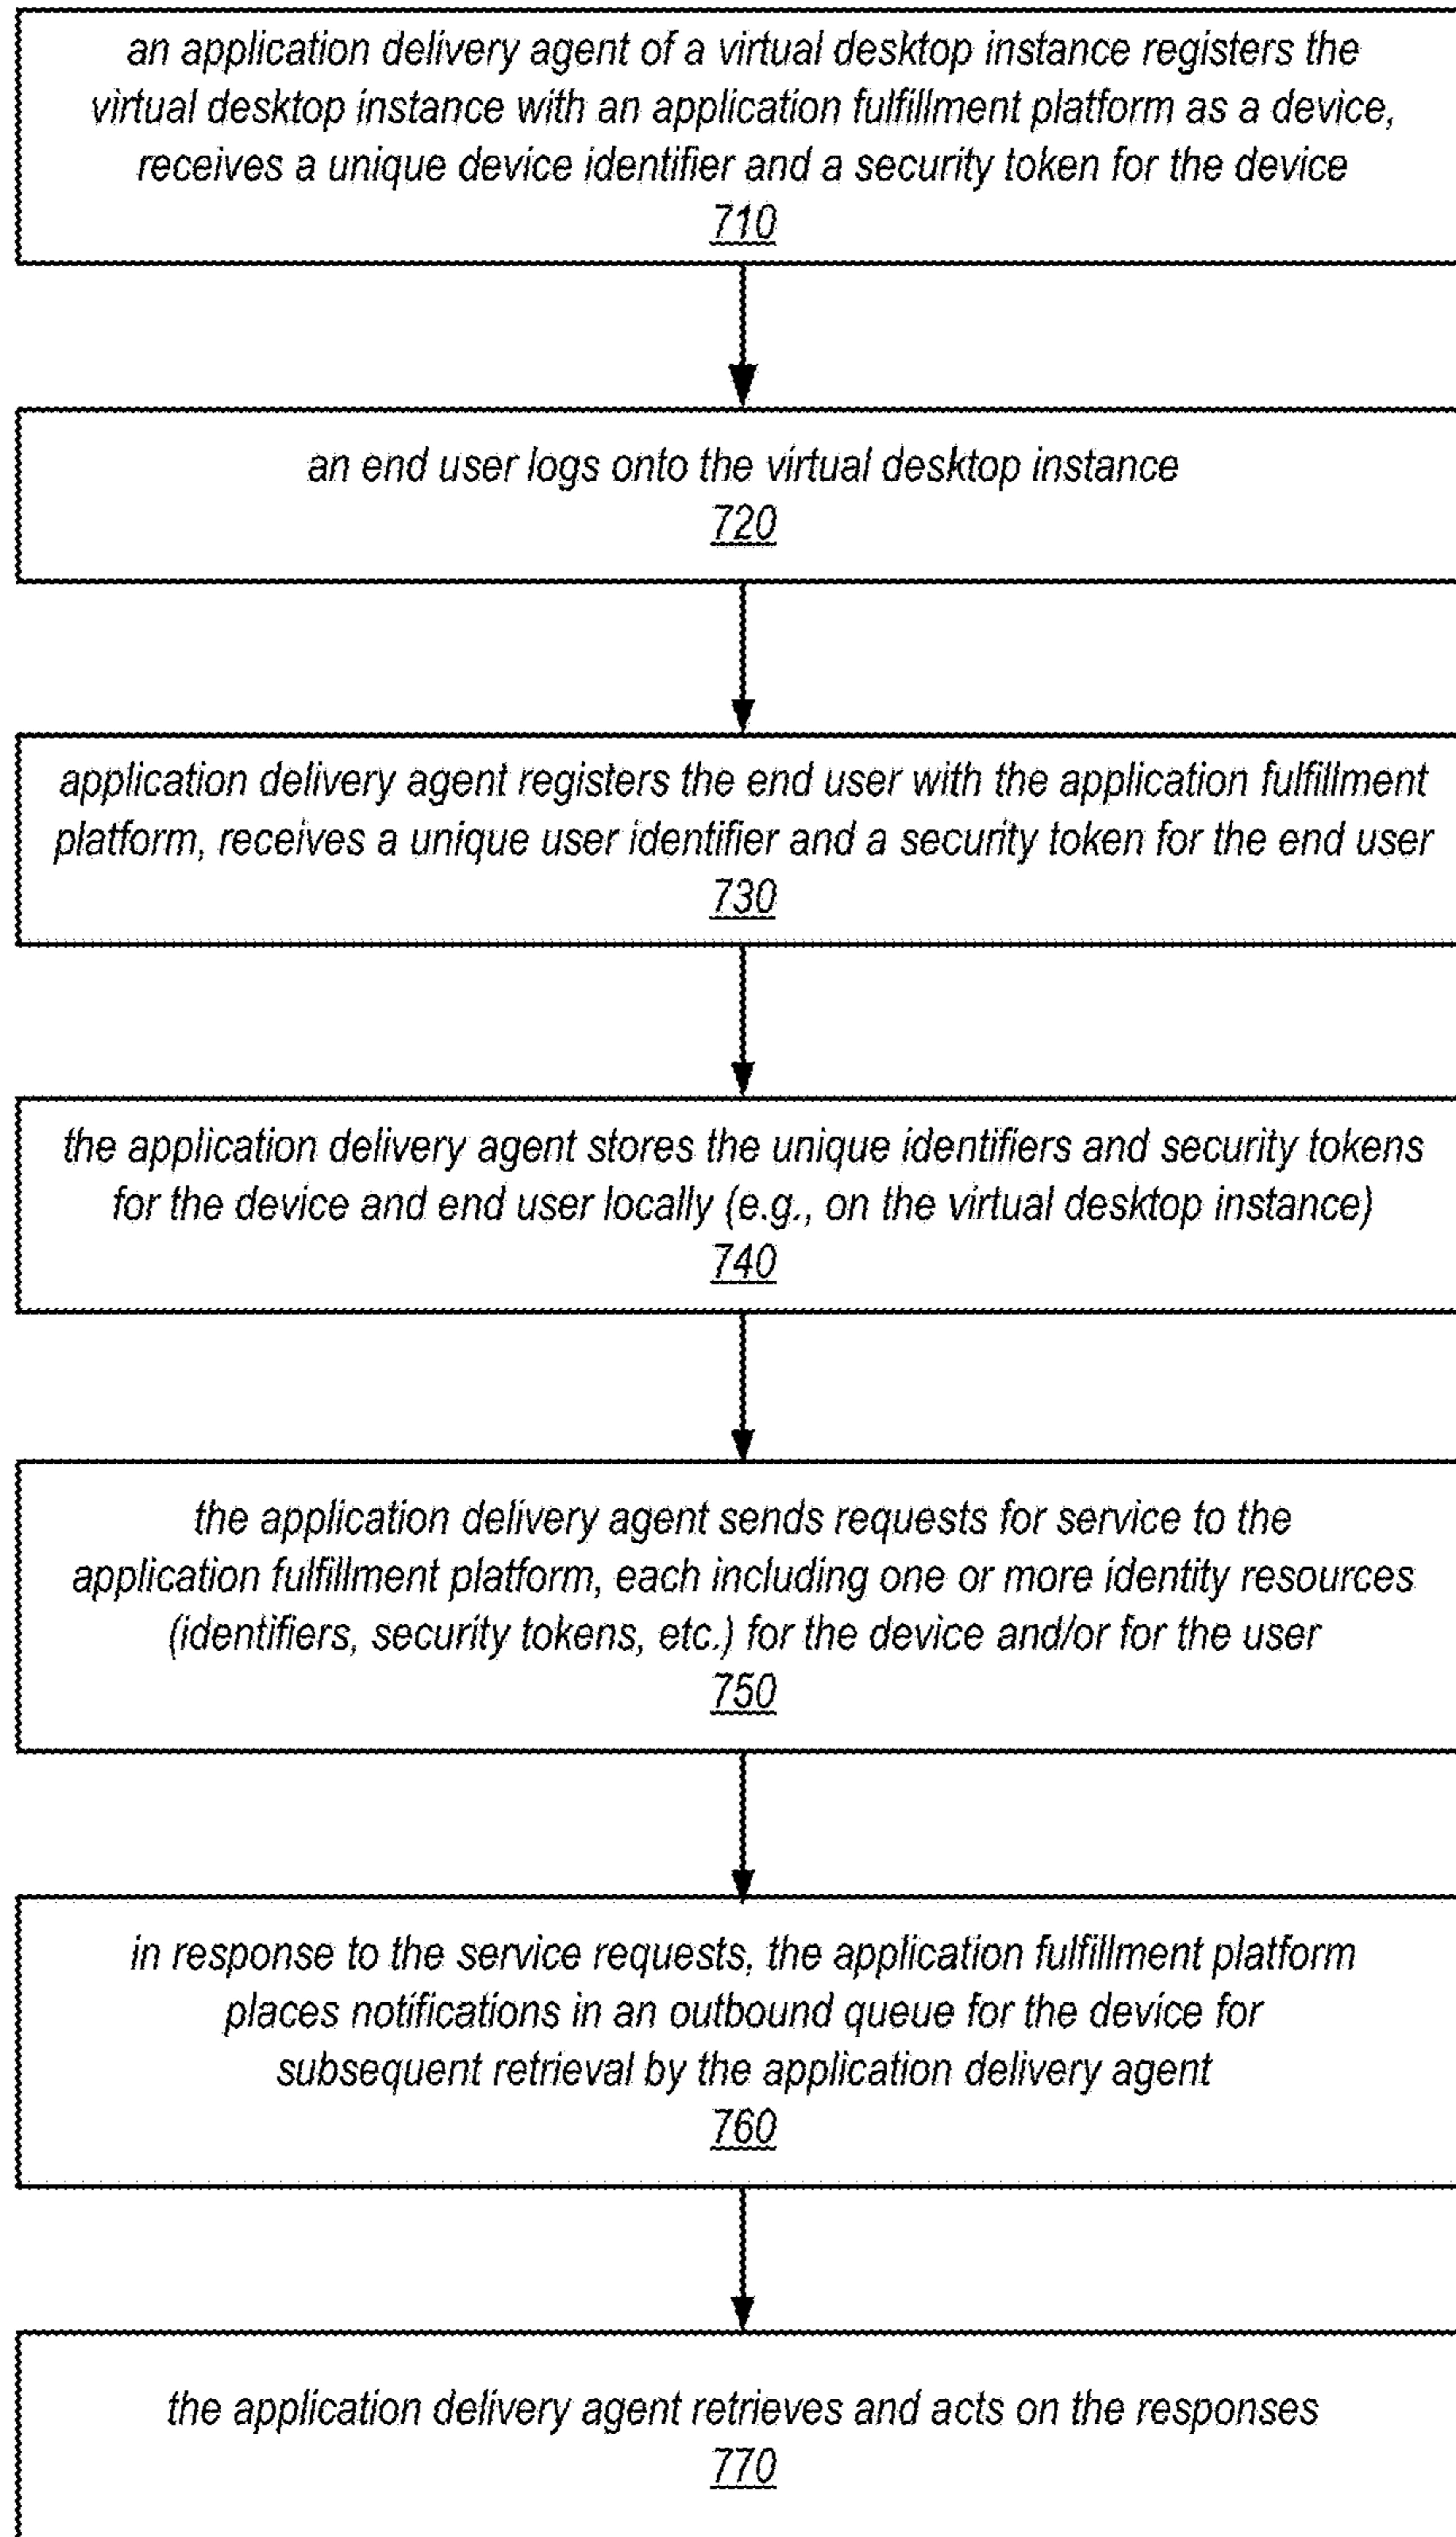 an application delivery agent of a virtual desktop instance registers the
virtual desktop instance with an application fulfillment platform as a device,
receives a unique device identifier and a security token for the device
710
an end user logs onto the virtual desktop instance
720
application delivery agent registers the end user with the application fulfillment
platform, receives a unique user identifier and a security token for the end user
730
the application delivery agent stores the unique identifiers and security tokens
for the device and end user locally (e.g., on the virtual desktop instance)
740
the application delivery agent sends requests for service to the
application fulfillment platform, each including one or more identity resources
(identifiers, security tokens, etc.) for the device and/or for the user
750
in response to the service requests, the application fulfillment platform
places notifications in an outbound queue for the device for
subsequent retrieval by the application delivery agent
760
the application delivery agent retrieves and acts on the responses
770